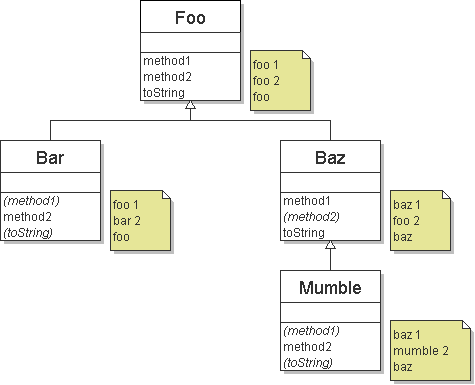 Foo
method1
method2
toString
foo 1
foo 2
foo
Bar
(method1)
method2
(toString)
foo 1
bar 2
foo
Baz
method1
(method2)
toString
baz 1
foo 2
baz
Mumble
(method1)
method2
(toString)
baz 1
mumble 2
baz